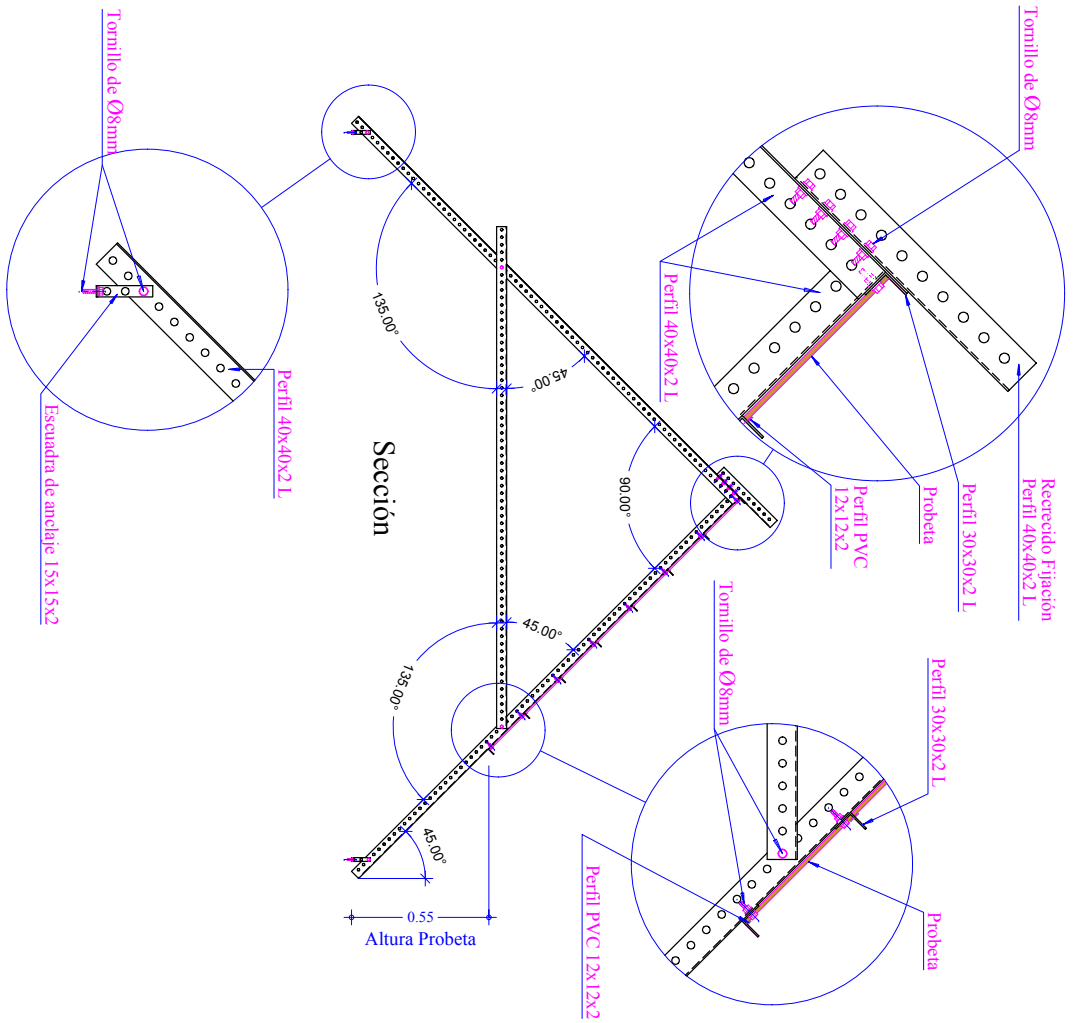 Tornillo de Ø8mm
Perfil 40x40x2 L
Escuadra de anclaje 15x15x2
Tornillo de Ø8mm
Perfil 40x40x2 L
Recrecido Fijación
Perfil 40x40x2 L
Perfil 30x30x2 L
Probeta
Perfil PVC
12x12x2
135.00°
45.00°
90.00°
Sección
45.00°
135.00°
45.00°
0.55
Altura Probeta
Tornillo de Ø8mm
Perfil 30x30x2 L
Probeta
Perfil PVC 12x12x2